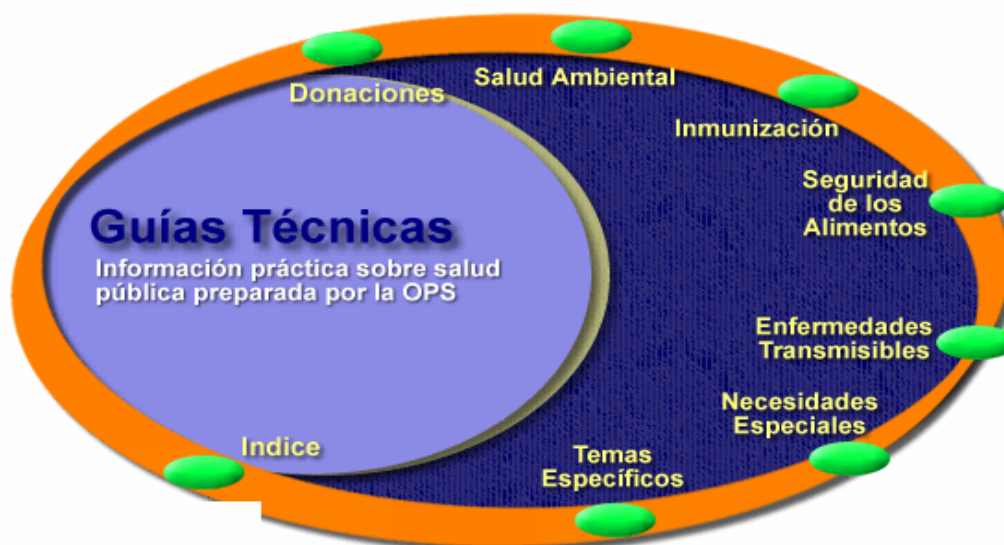 Donaciones
Salud Ambiental
Inmunización
Seguridad
de los
Alimentos
Guías Técnicas
Información práctica sobre salud
pública preparada por la OPS
Enfermedades
Transmisibles
Necesidades
Especiales
Indice
Temas
Específicos